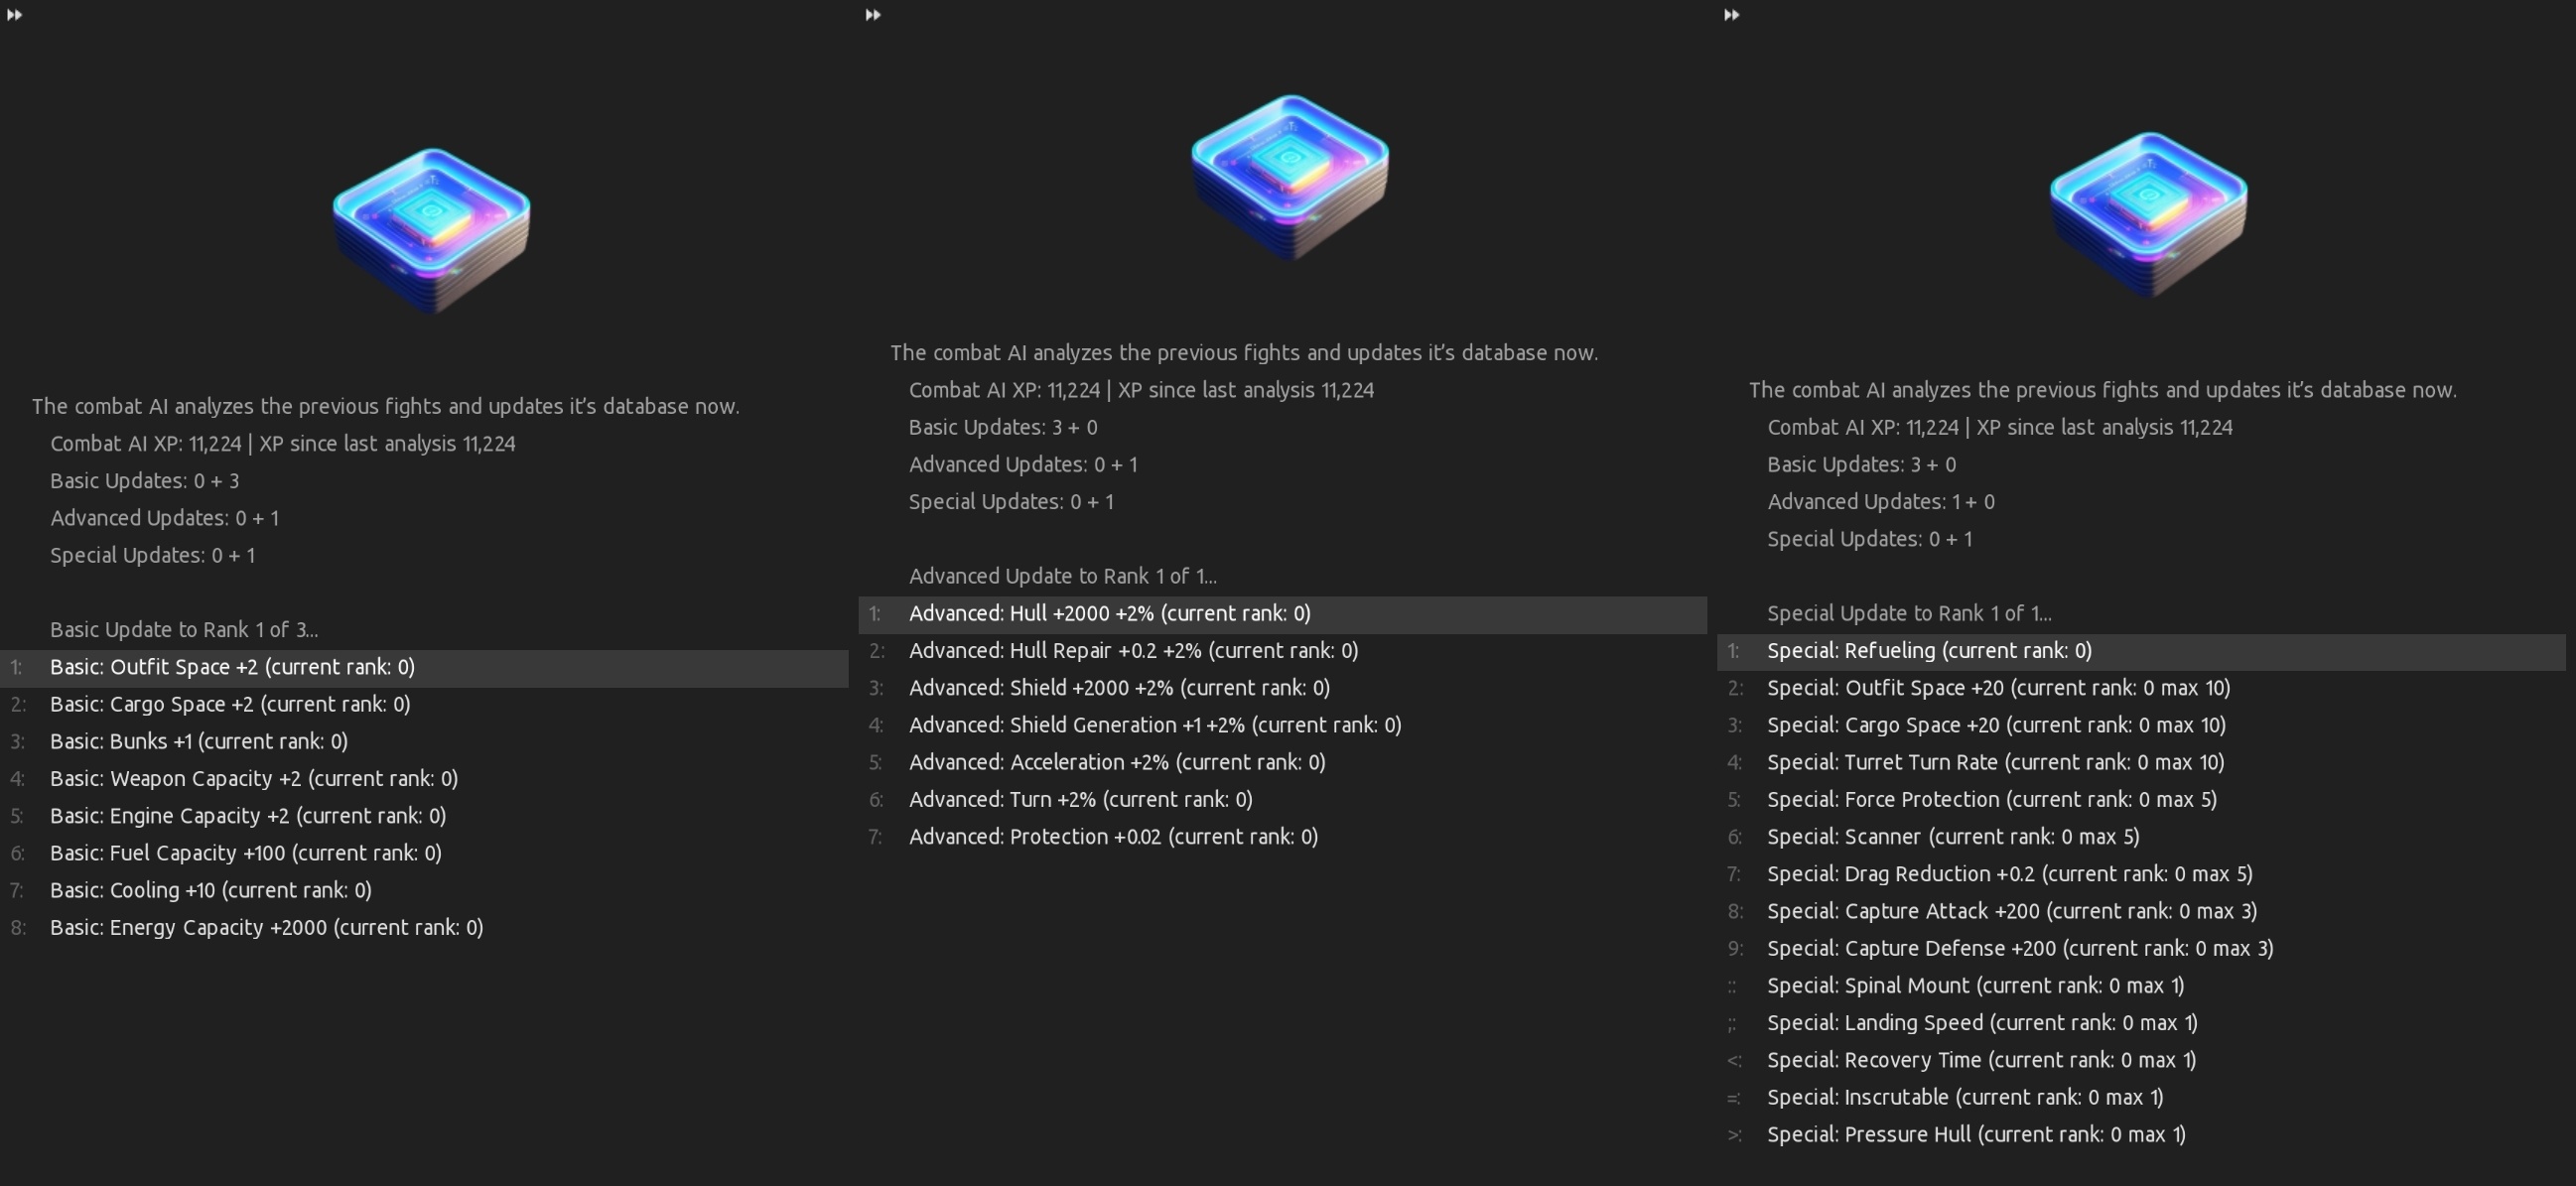 The combat AI analyzes the previous fights and updates it's database now.
Combat AI XP: 11,224 | XP since last analysis 11,224
Basic Updates: 0 + 3
Advanced Updates: 0 + 1
Special Updates: 0 + 1
Basic Update to Rank 1 of 3...
1: Basic: Outfit Space +2 (current rank: 0)
2: Basic: Cargo Space +2 (current rank: 0)
3: Basic: Bunks +1 (current rank: 0)
4: Basic: Weapon Capacity +2 (current rank: 0)
5: Basic: Engine Capacity +2 (current rank: 0)
6: Basic: Fuel Capacity +100 (current rank: 0)
7: Basic: Cooling +10 (current rank: 0)
8: Basic: Energy Capacity +2000 (current rank: 0)
The combat AI analyzes the previous fights and updates it's database now.
Combat AI XP: 11,224 | XP since last analysis 11,224
Basic Updates: 3 + 0
Advanced Updates: 0 + 1
Special Updates: 0 + 1
Advanced Update to Rank 1 of 1...
1: Advanced: Hull +2000 +2% (current rank: 0)
2: Advanced: Hull Repair +0.2 +2% (current rank: 0)
3: Advanced: Shield +2000 +2% (current rank: 0)
4: Advanced: Shield Generation +1 +2% (current rank: 0)
5: Advanced: Acceleration +2% (current rank: 0)
6: Advanced: Turn +2% (current rank: 0)
7: Advanced: Protection +0.02 (current rank: 0)
The combat AI analyzes the previous fights and updates it's database now.
Combat AI XP: 11,224 | XP since last analysis 11,224
Basic Updates: 3 + 0
Advanced Updates: 1 + 0
Special Updates: 0 + 1
Special Update to Rank 1 of 1...
1: Special: Refueling (current rank: 0)
2: Special: Outfit Space +20 (current rank: 0 max 10)
3: Special: Cargo Space +20 (current rank: 0 max 10)
4: Special: Turret Turn Rate (current rank: 0 max 10)
5: Special: Force Protection (current rank: 0 max 5)
6: Special: Scanner (current rank: 0 max 5)
7: Special: Drag Reduction +0.2 (current rank: 0 max 5)
8: Special: Capture Attack +200 (current rank: 0 max 3)
9: Special: Capture Defense +200 (current rank: 0 max 3)
:: Special: Spinal Mount (current rank: 0 max 1)
;: Special: Landing Speed (current rank: 0 max 1)
<: Special: Recovery Time (current rank: 0 max 1)
=: Special: Inscrutable (current rank: 0 max 1)
>: Special: Pressure Hull (current rank: 0 max 1)